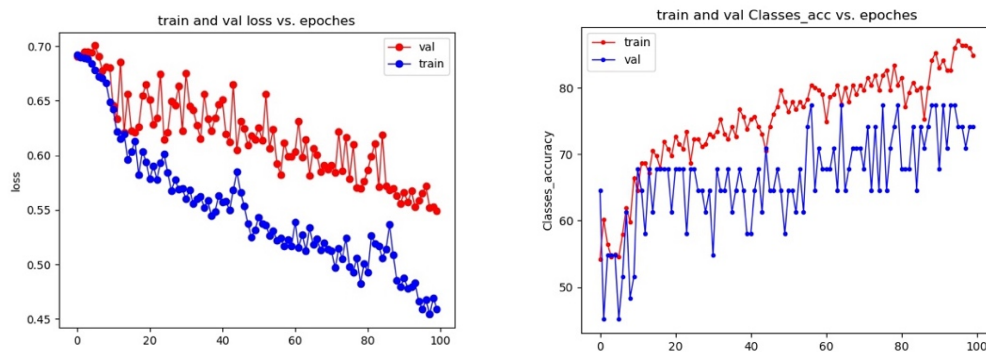 train and val loss vs. epoches
0.70
0.65
0.60
0.55
0.50
0.45
loss
val
train
0
20
40
60
80
100
train and val Classes_acc vs. epoches
80
70
60
50
Classes_accuracy
train
val
0
20
40
60
80
100